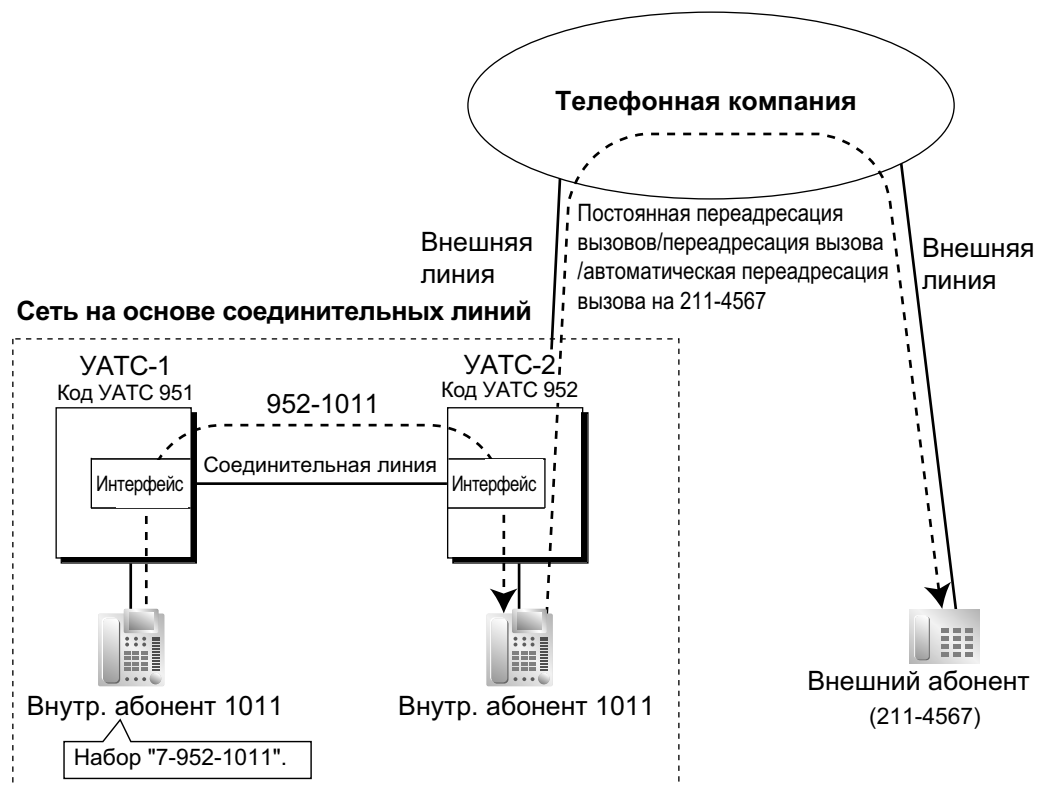 Телефонная компания
Постоянная переадресация
вызовов/переадресация вызова
/автоматическая переадресация
вызова на 211-4567
Внешняя
линия
Внешняя
линия
Сеть на основе соединительных линий
УАТС-1
Код УАТС 951
УАТС-2
Код УАТС 952
952-1011
Соединительная линия
Интерфейс
Интерфейс
Внутр. абонент 1011
Внутр. абонент 1011
Внешний абонент
(211-4567)
Набор "7-952-1011".